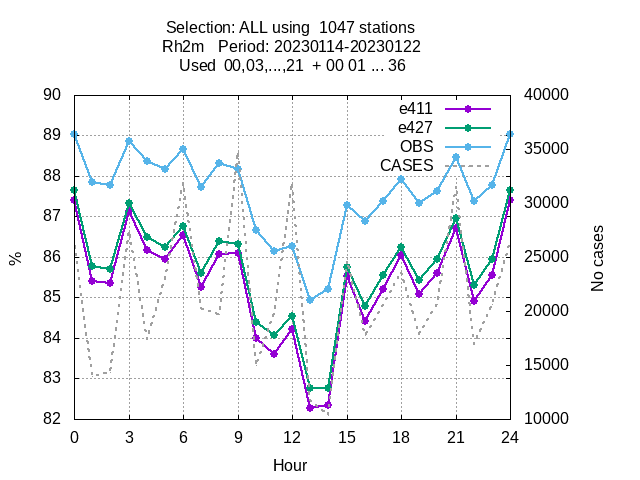 Selection: ALL using  1047 stations
Rh2m   Period: 20230114-20230122
Used  00,03,...,21  + 00 01 ... 36
90
89
88
87
86
85
84
83
82
%
40000
35000
30000
25000
20000
15000
10000
No cases
e411
e427
OBS
CASES
0 3 6 9 12 15 18 21 24
Hour